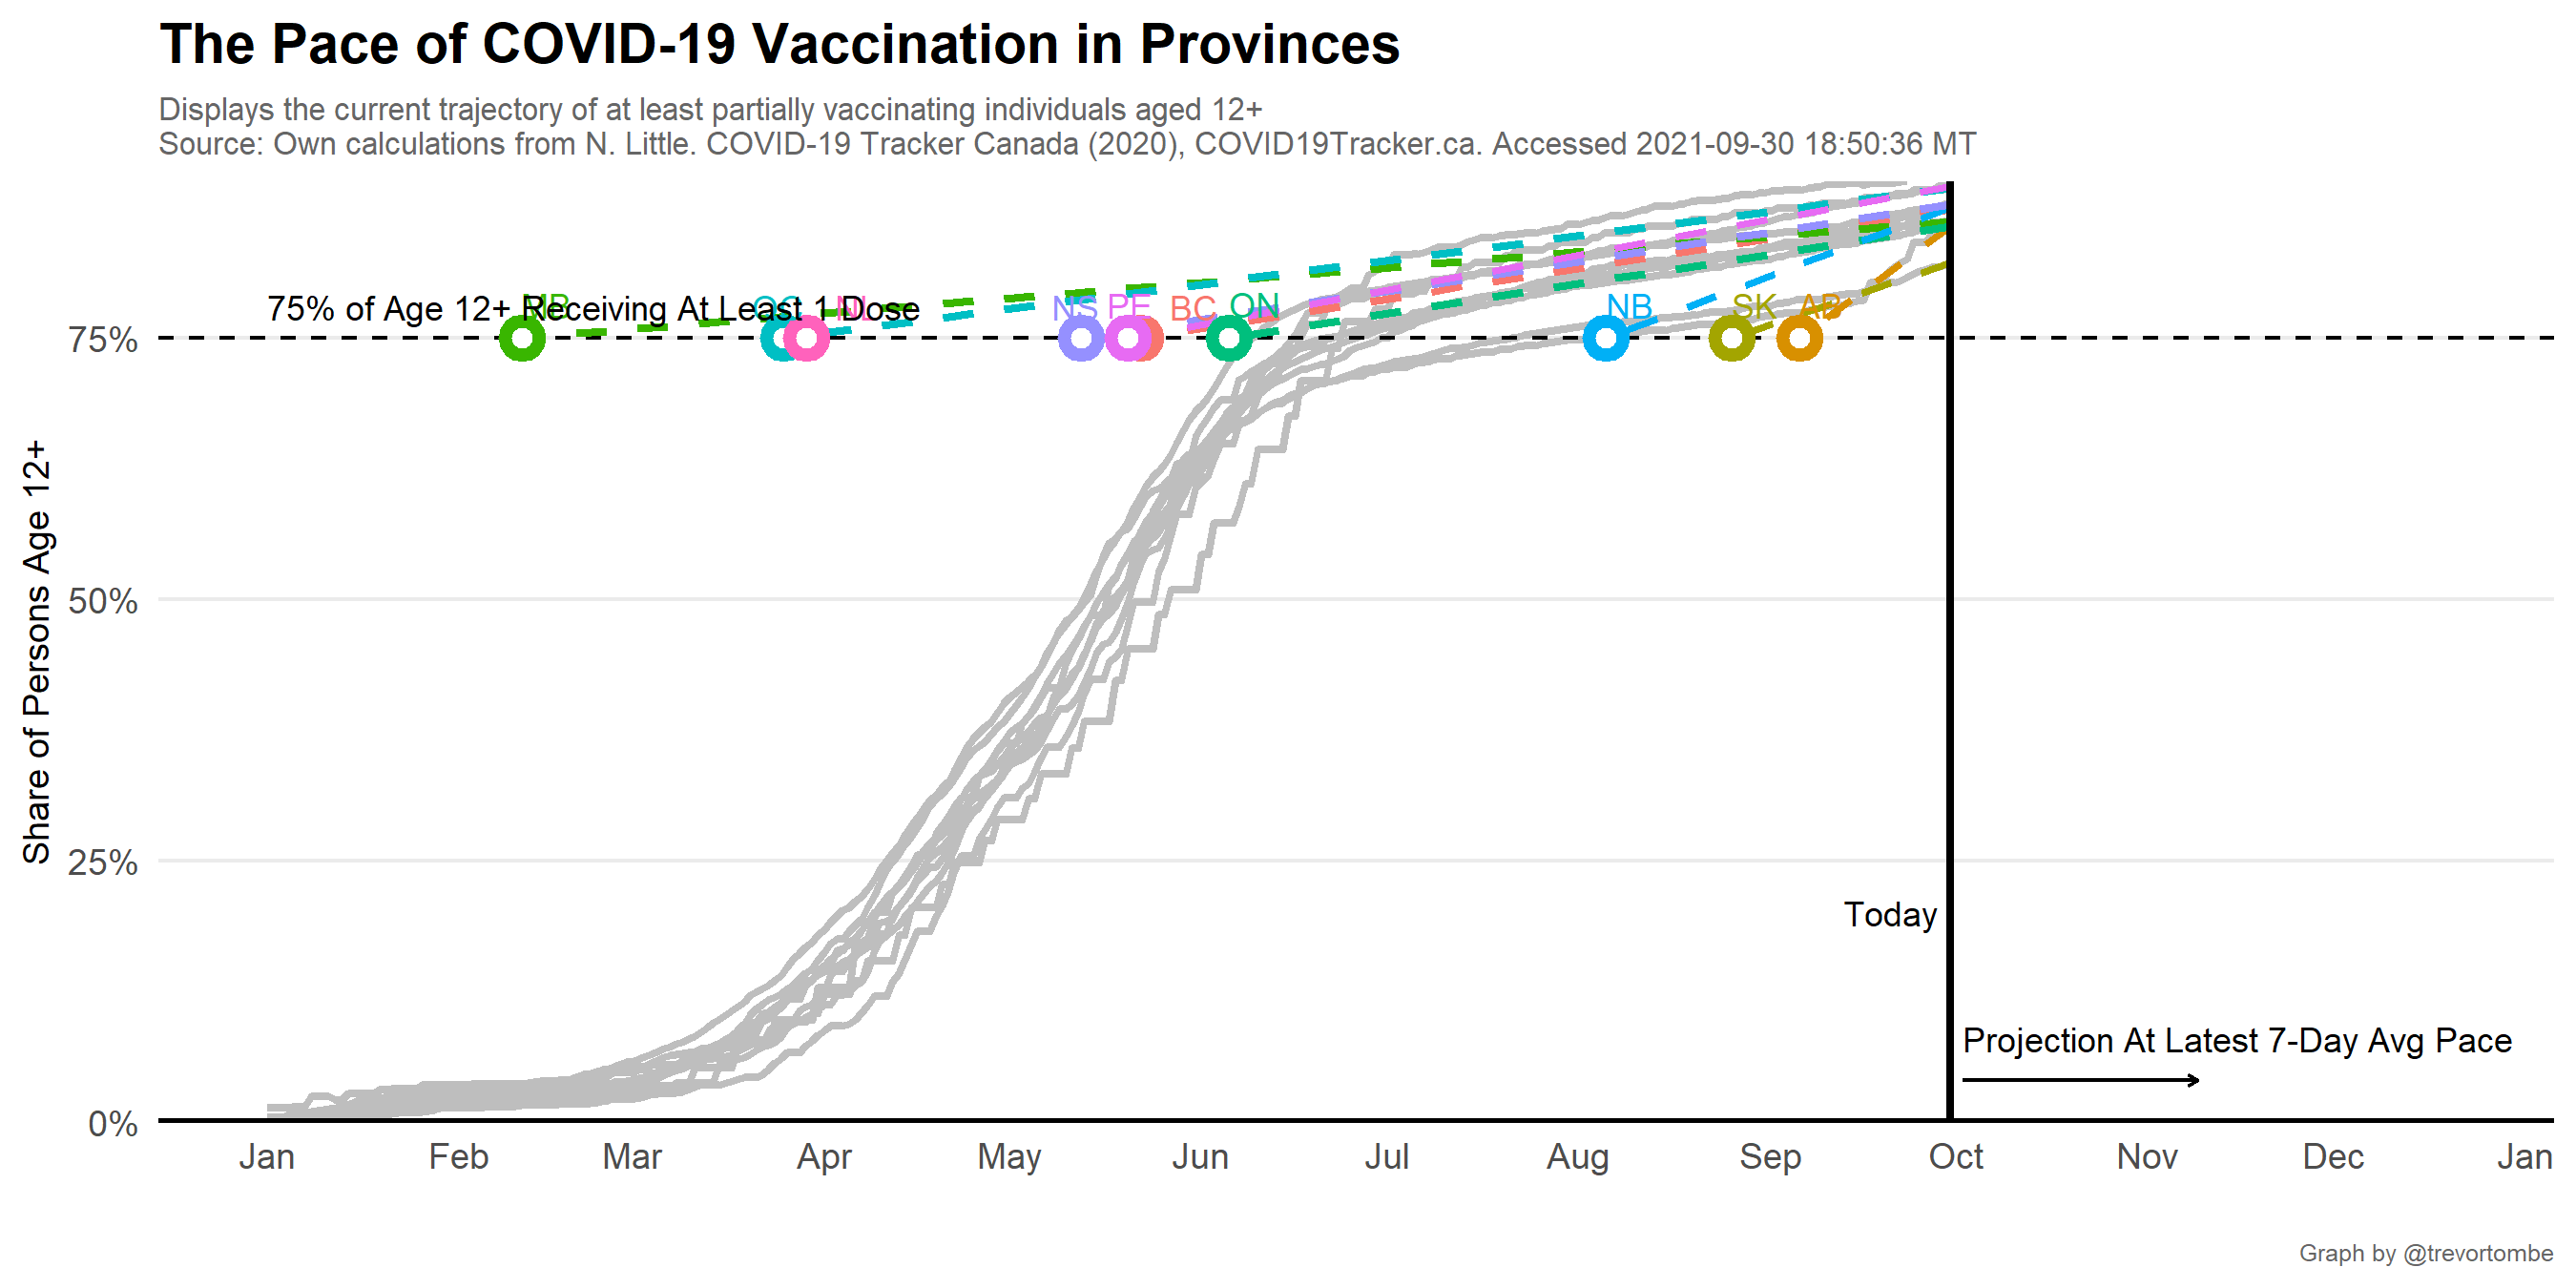 The Pace of COVID-19 Vaccination in Provinces
Displays the current trajectory of at least partially vaccinating individuals aged 12+
Source: Own calculations from N. Little. COVID-19 Tracker Canada (2020), COVID19Tracker.ca. Accessed 2021-09-30 18:50:36 MT
75% of Age 12+ Receiving At Least 1 Dose
MB
QC
NL
NS
PE
BC
ON
NB
SK
AB
75%
50%
25%
0%
Share of Persons Age 12+
Today
Projection At Latest 7-Day Avg Pace
Jan Feb Mar Apr May Jun Jul Aug Sep Oct Nov Dec Jan
Graph by @trevortombe